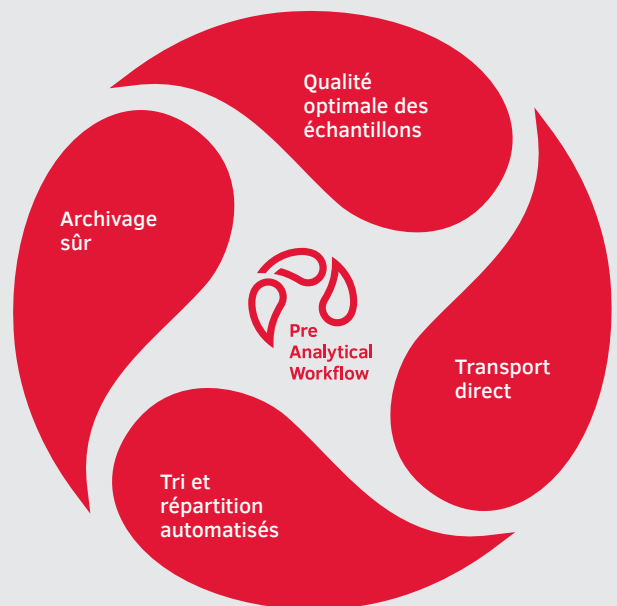 Qualité
optimale des
échantillons
Archivage
sûr
Pre
Analytical
Workflow
Transport
direct
Tri et
répartition
automatisés